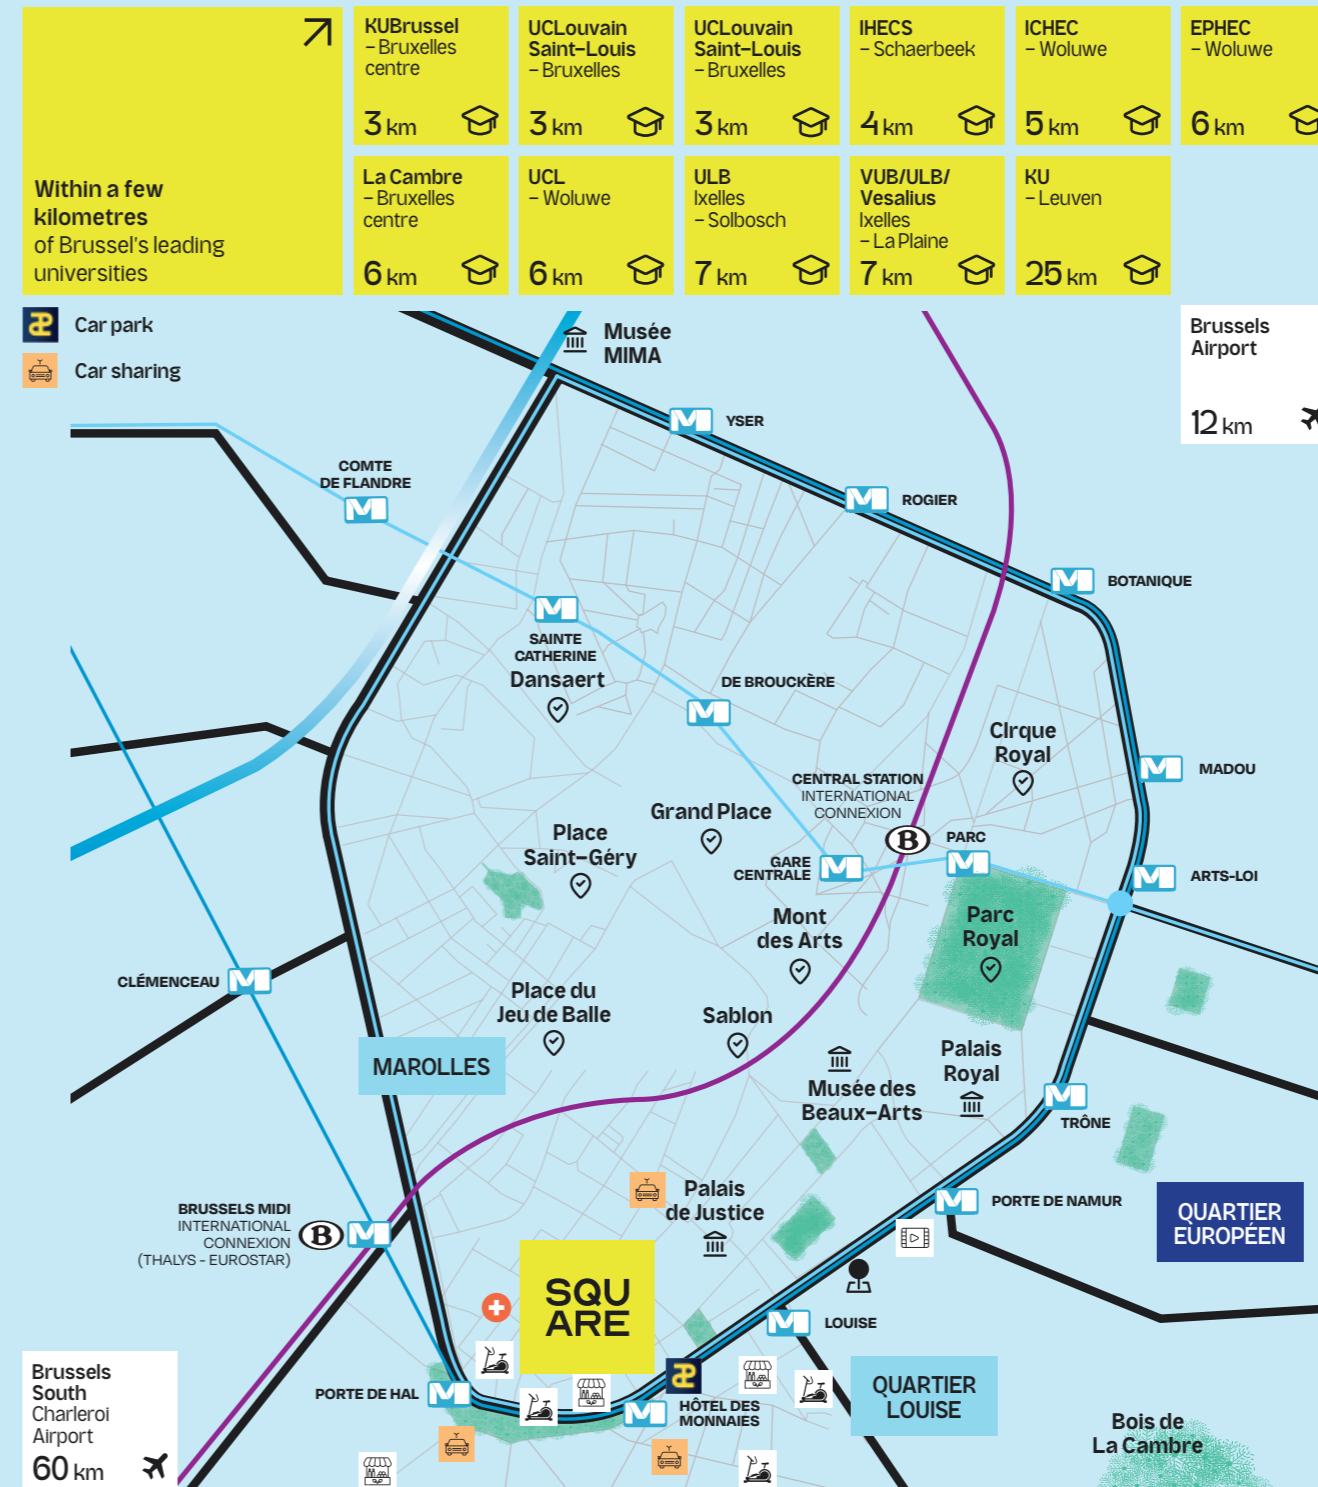 Within a few
kilometres
of Brussel's leading
universities
KUBrussel
– Bruxelles
centre
3 km
UCLouvain
Saint–Louis
– Bruxelles
3 km
UCLouvain
Saint–Louis
– Bruxelles
3 km
IHECS
– Schaerbeek
4 km
ICHEC
– Woluwe
5 km
EPHEC
– Woluwe
6 km
La Cambre
– Bruxelles
centre
6 km
UCL
– Woluwe
6 km
ULB
Ixelles
– Solbosch
7 km
VUB/ULB/
Vesalius
Ixelles
– La Plaine
7 km
KU
– Leuven
25 km
Car park
Car sharing
Brussels
Airport
12 km
Musée
MIMA
M
YSER
M
ROGIER
COMTE
DE FLANDRE
M
M
BOTANIQUE
M
SAINTE
CATHERINE
Dansaert
DE BROUCKÈRE
M
CIrque
Royal
M
MADOU
CENTRAL STATION
INTERNATIONAL
CONNEXION
B
Grand Place
Place
Saint–Géry
GARE
CENTRALE
M
PARC
M
M
ARTS-LOI
Mont
des Arts
Parc
Royal
CLÉMENCEAU
M
Place du
Jeu de Balle
Sablon
MAROLLES
Musée des
Beaux–Arts
Palais
Royal
M
TRÔNE
Palais
de Justice
M
PORTE DE NAMUR
QUARTIER
EUROPÉEN
BRUSSELS MIDI
INTERNATIONAL
CONNEXION
(THALYS - EUROSTAR)
B
M
SQU
ARE
M
LOUISE
PORTE DE HAL
M
M
HÔTEL DES
MONNAIES
QUARTIER
LOUISE
Bois de
La Cambre
Brussels
South
Charleroi
Airport
60 km